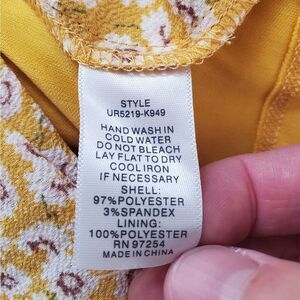 STYLE
UR5219-K949
HAND WASH IN
COLD WATER
DO NOT BLEACH
LAY FLAT TO DRY
COOL IRON
IF NECESSARY
SHELL:
97%POLYESTER
3%SPANDEX
LINING:
100%POLYESTER
RN 97254
MADE IN CHINA